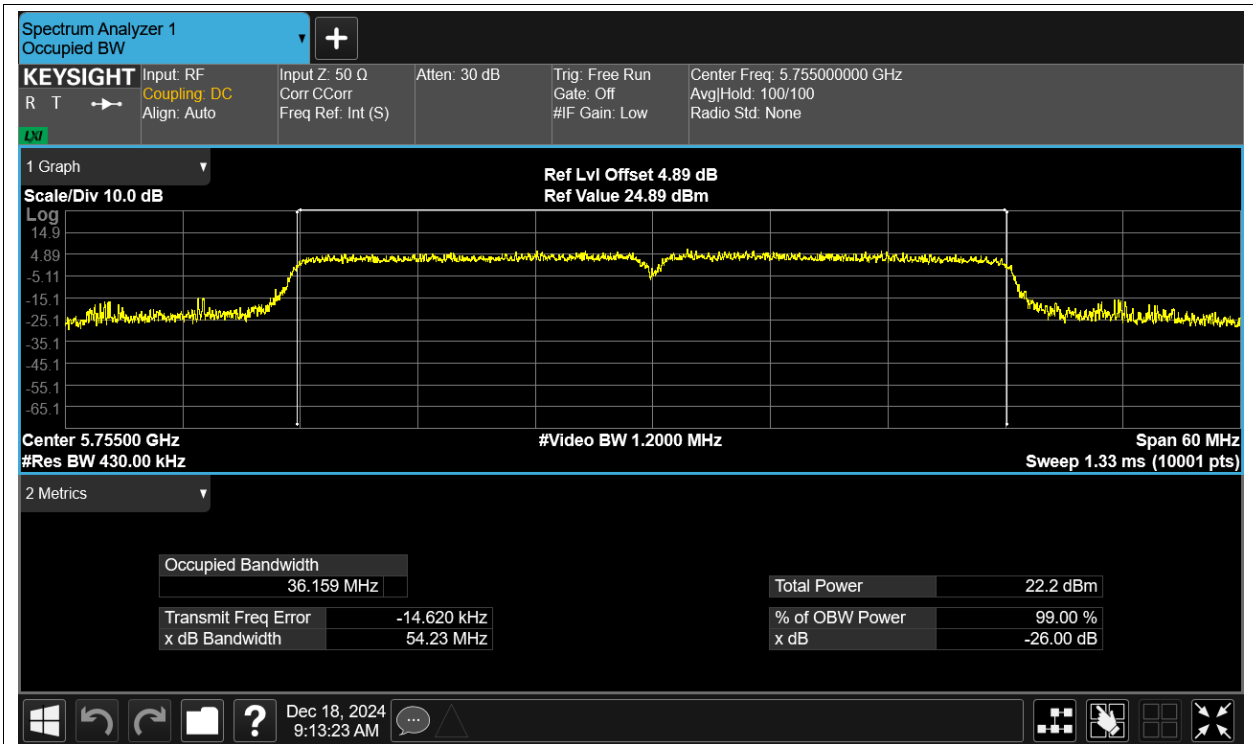 Spectrum Analyzer 1
Occupied BW
KEYSIGHT
R T
LXI
Input: RF
Coupling: DC
Align: Auto
Input Z: 50 Ω
Corr CCorr
Freq Ref: Int (S)
Atten: 30 dB
Trig: Free Run
Gate: Off
#IF Gain: Low
Center Freq: 5.755000000 GHz
Avg|Hold: 100/100
Radio Std: None
1 Graph
Scale/Div 10.0 dB
Ref Lvl Offset 4.89 dB
Ref Value 24.89 dBm
Log
14.9
4.89
-5.11
-15.1
-25.1
-35.1
-45.1
-55.1
-65.1
Center 5.75500 GHz
#Video BW 1.2000 MHz
Span 60 MHz
#Res BW 430.00 kHz
Sweep 1.33 ms (10001 pts)
2 Metrics
Occupied Bandwidth
36.159 MHz
Total Power 22.2 dBm
Transmit Freq Error -14.620 kHz
% of OBW Power 99.00 %
x dB Bandwidth 54.23 MHz
x dB -26.00 dB
?
Dec 18, 2024
9:13:23 AM